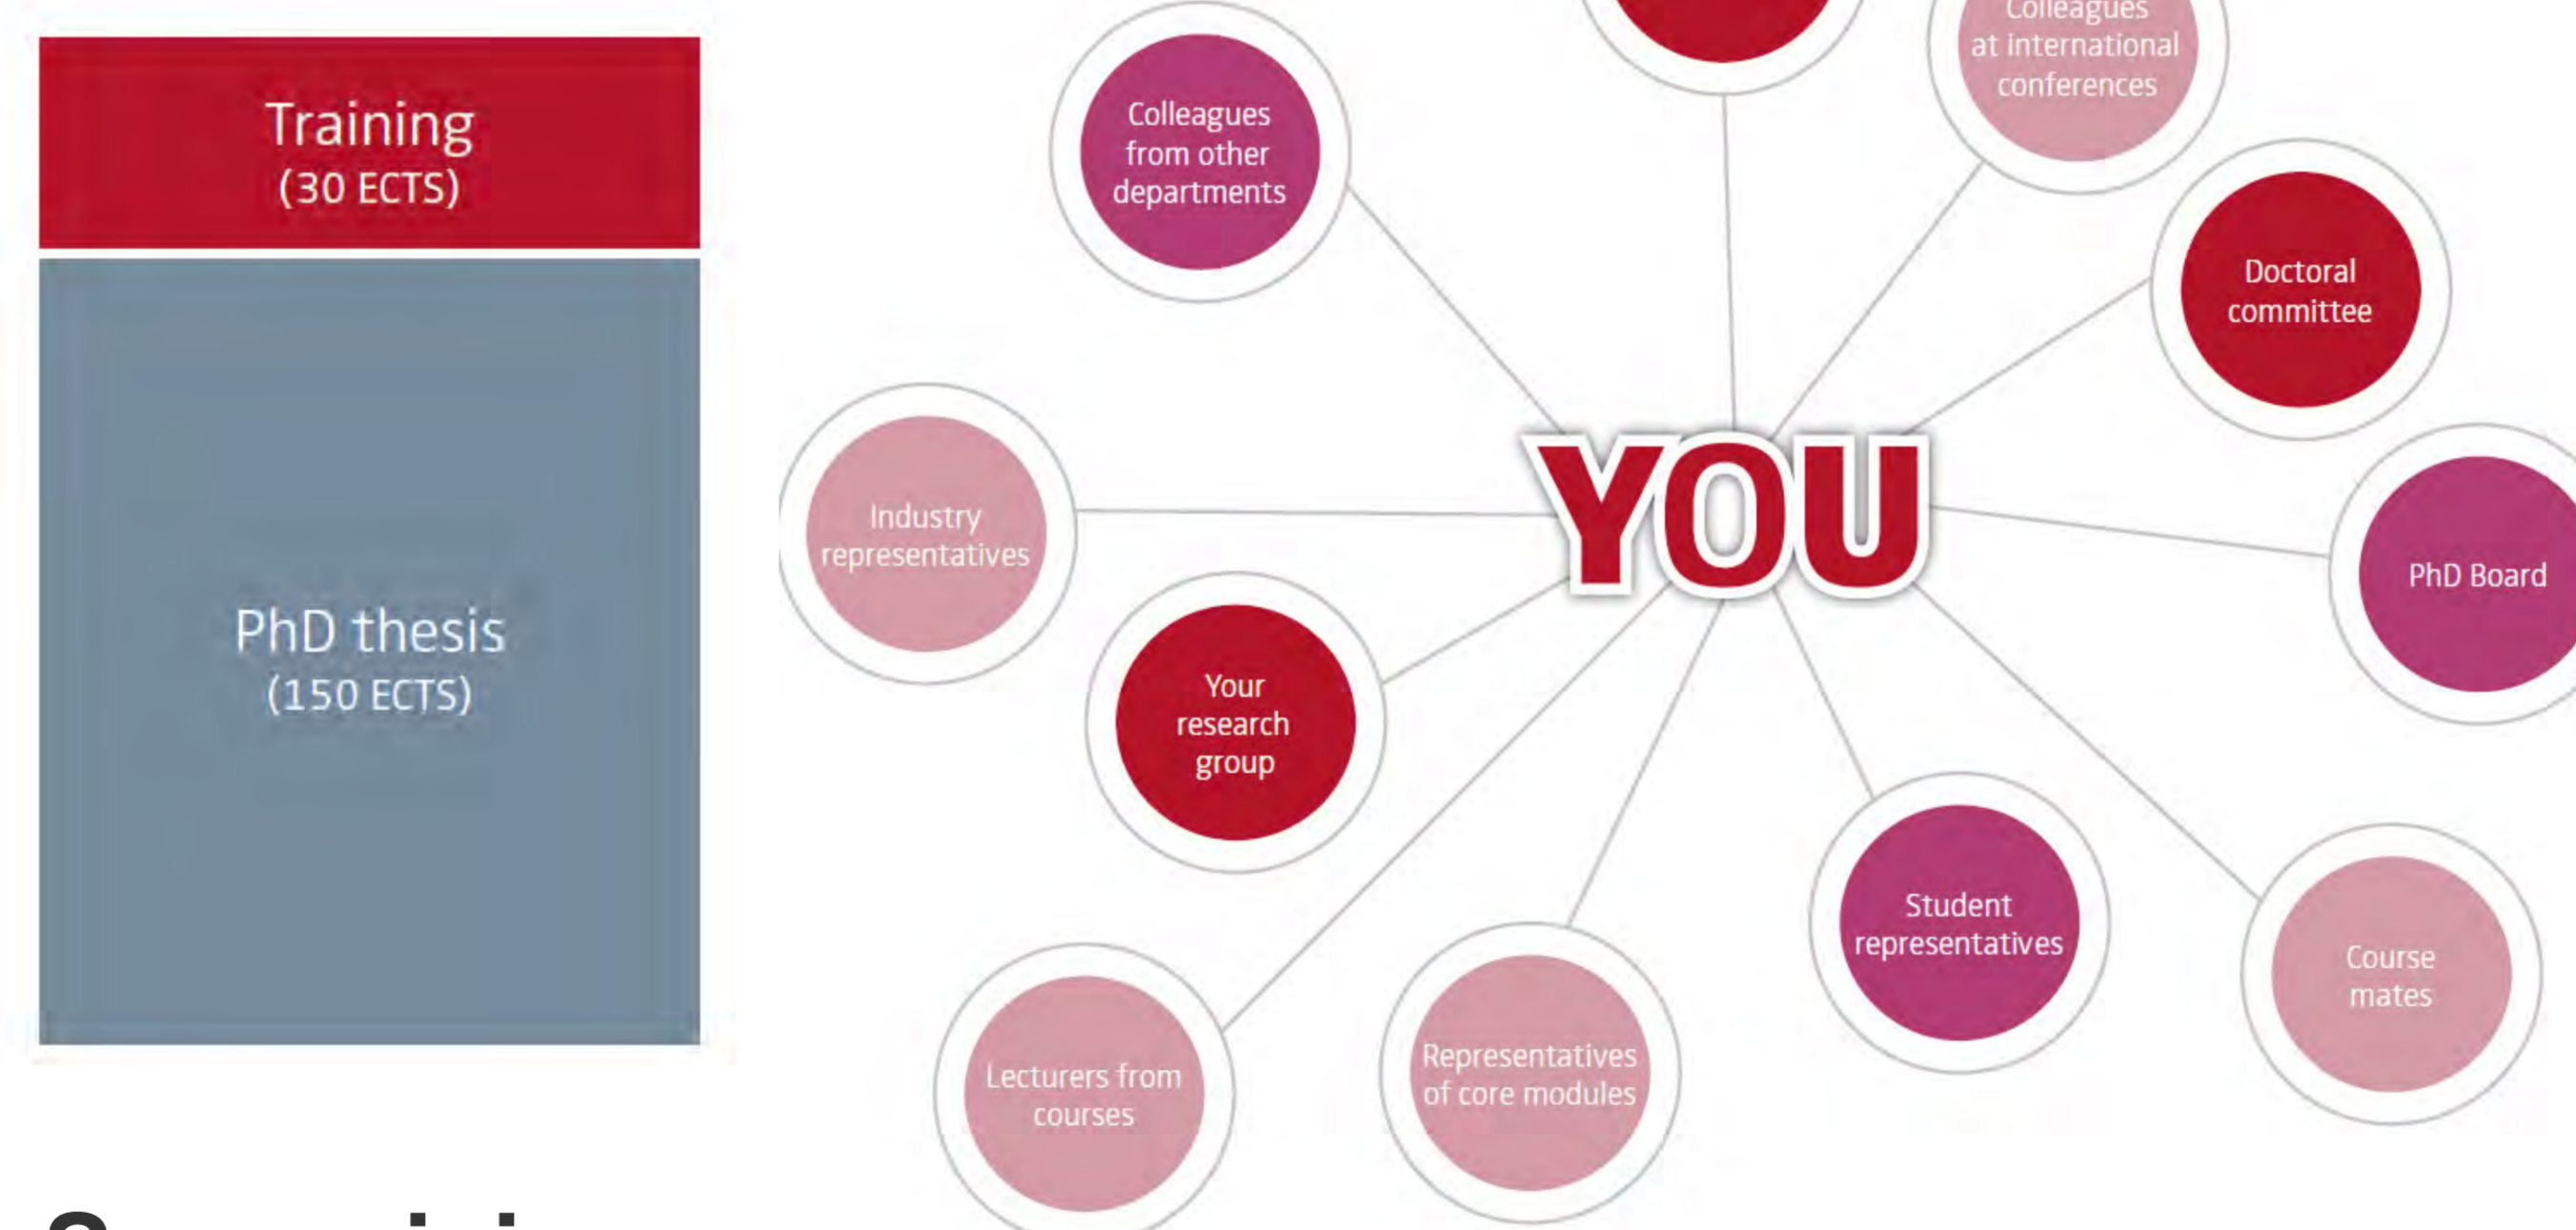 Training
(30 ECTS)
PhD thesis
(150 ECTS)
Colleagues
from other
departments
Colleagues
at international
conferences
Doctoral
committee
Industry
representatives
YOU
PhD Board
Your
research
group
Student
representatives
Course
mates
Lecturers from
courses
Representatives
of core modules